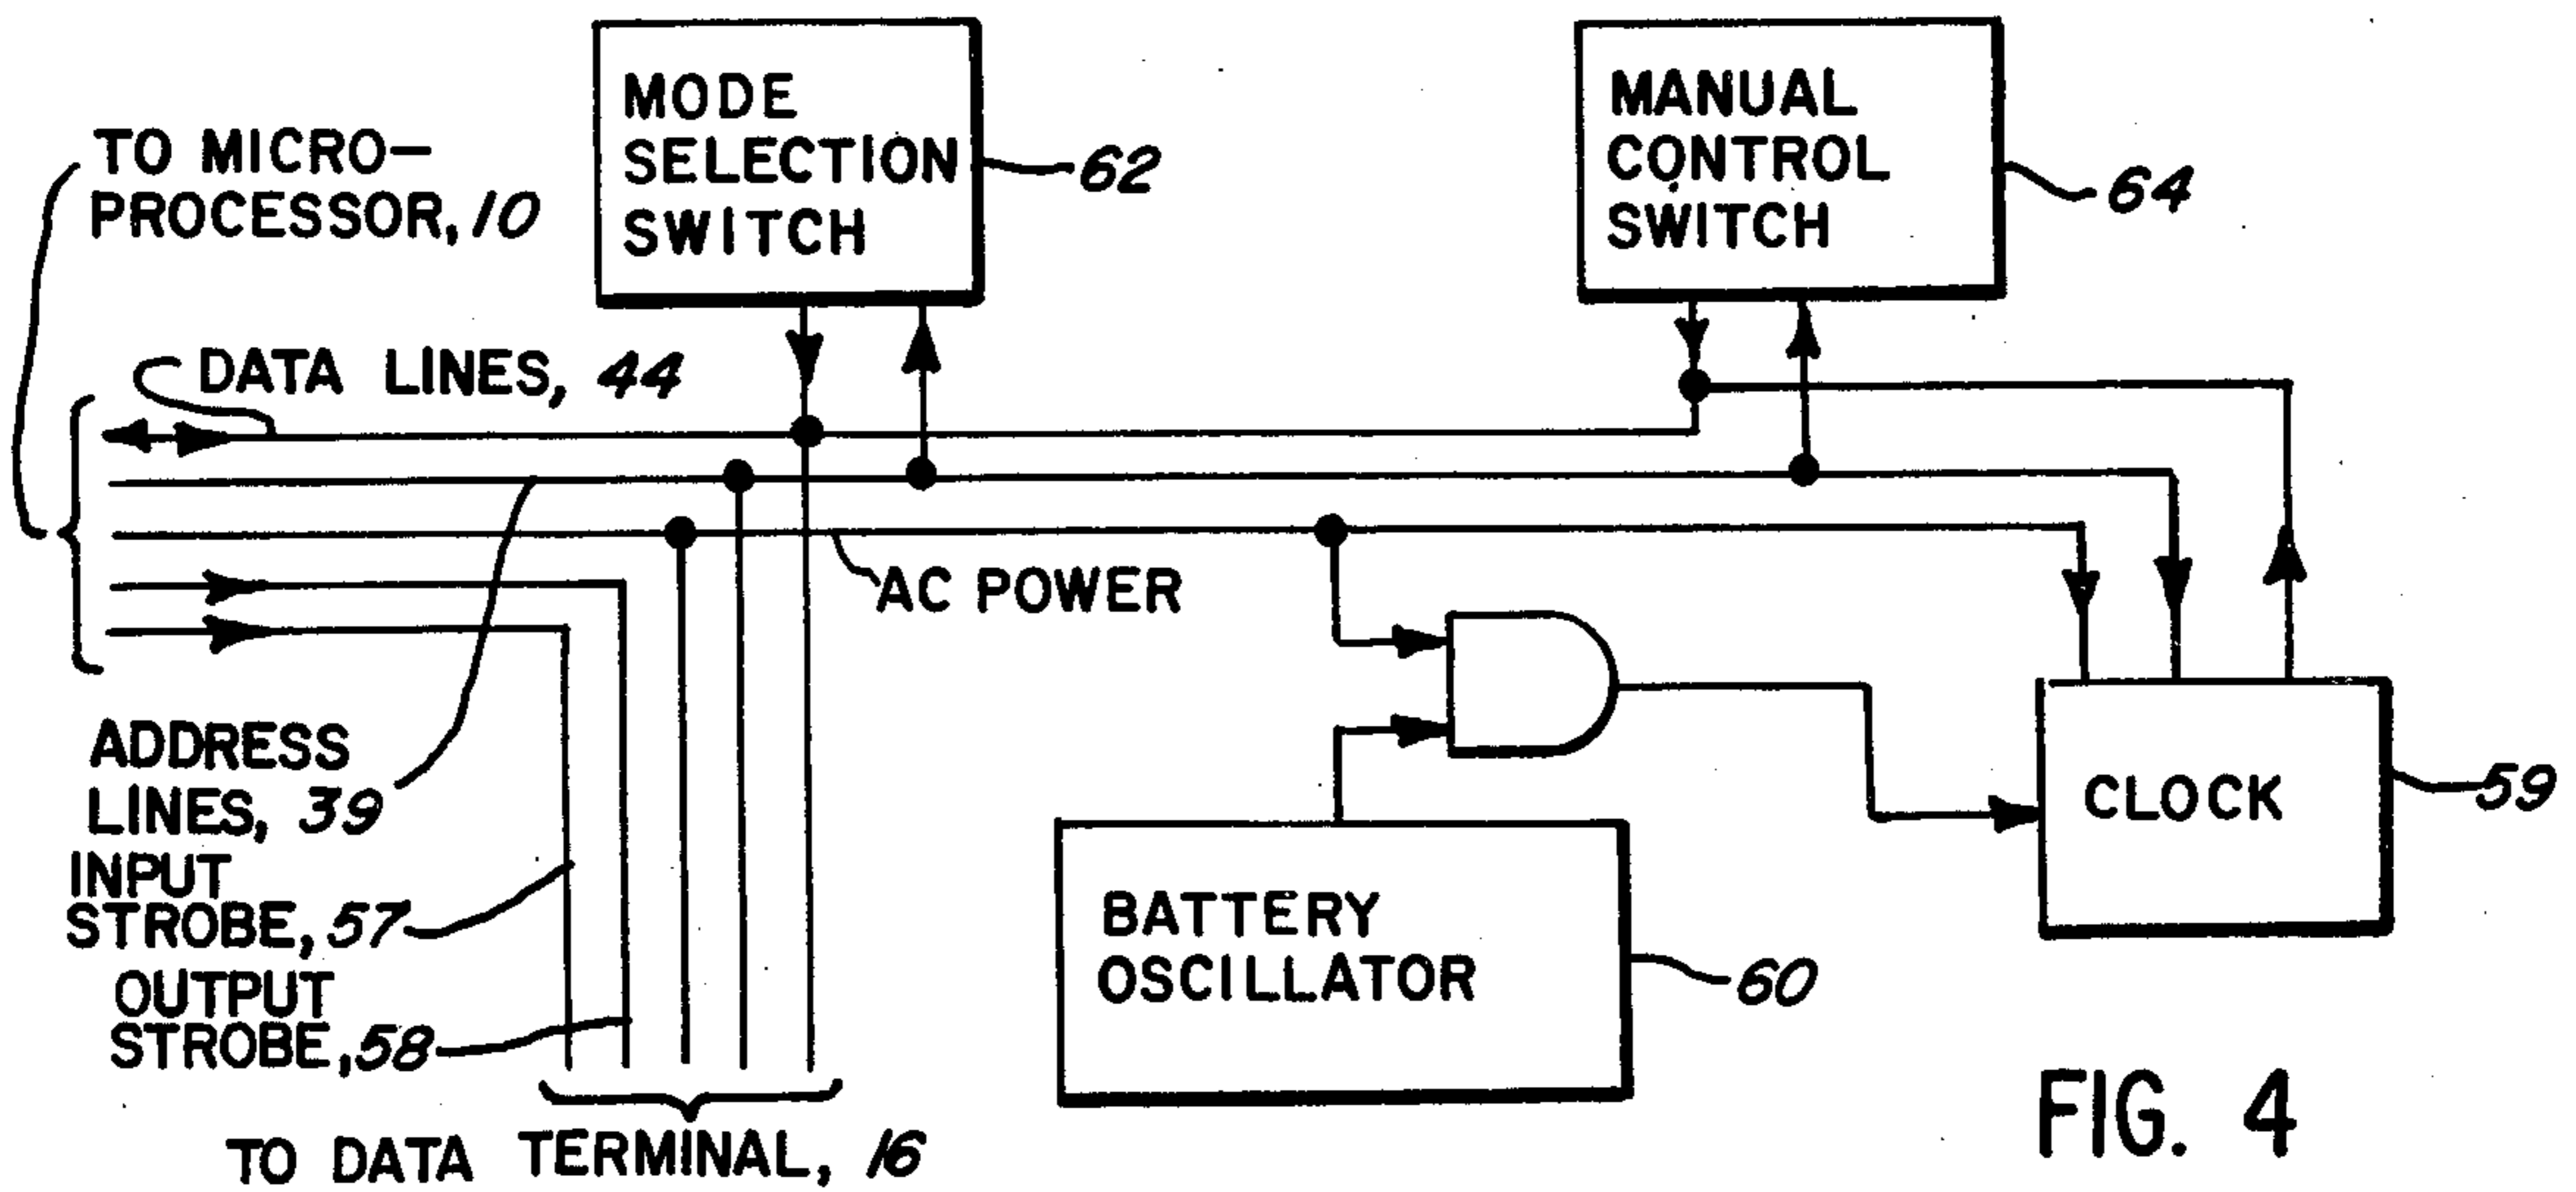 MODE
SELECTION
SWITCH
62
MANUAL
CONTROL
SWITCH
64
TO MICRO-
PROCESSOR, 10
DATA LINES, 44
AC POWER
ADDRESS
LINES, 39
INPUT
STROBE, 57
OUTPUT
STROBE, 58
BATTERY
OSCILLATOR
60
CLOCK
59
TO DATA TERMINAL, 16
FIG. 4